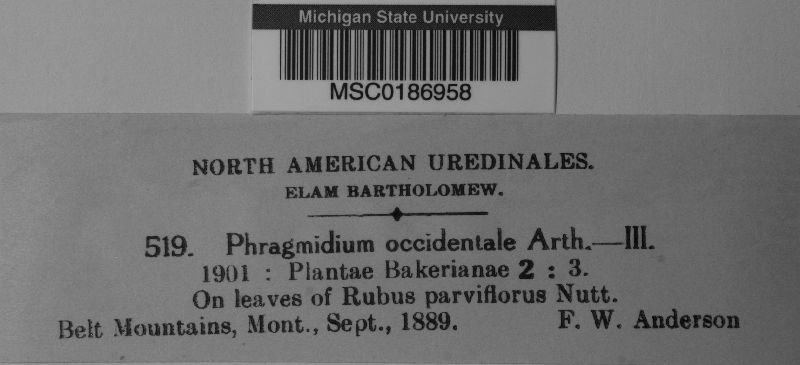 Michigan State University
MSC0186958
NORTH AMERICAN UREDINALES.
ELAM BARTHOLOMEW.
519. Phragmidium occidentale Arth.—III.
1901 : Plantae Bakerianae 2 : 3.
On leaves of Rubus parviflorus Nutt.
Belt Mountains, Mont., Sept., 1889. F. W. Anderson